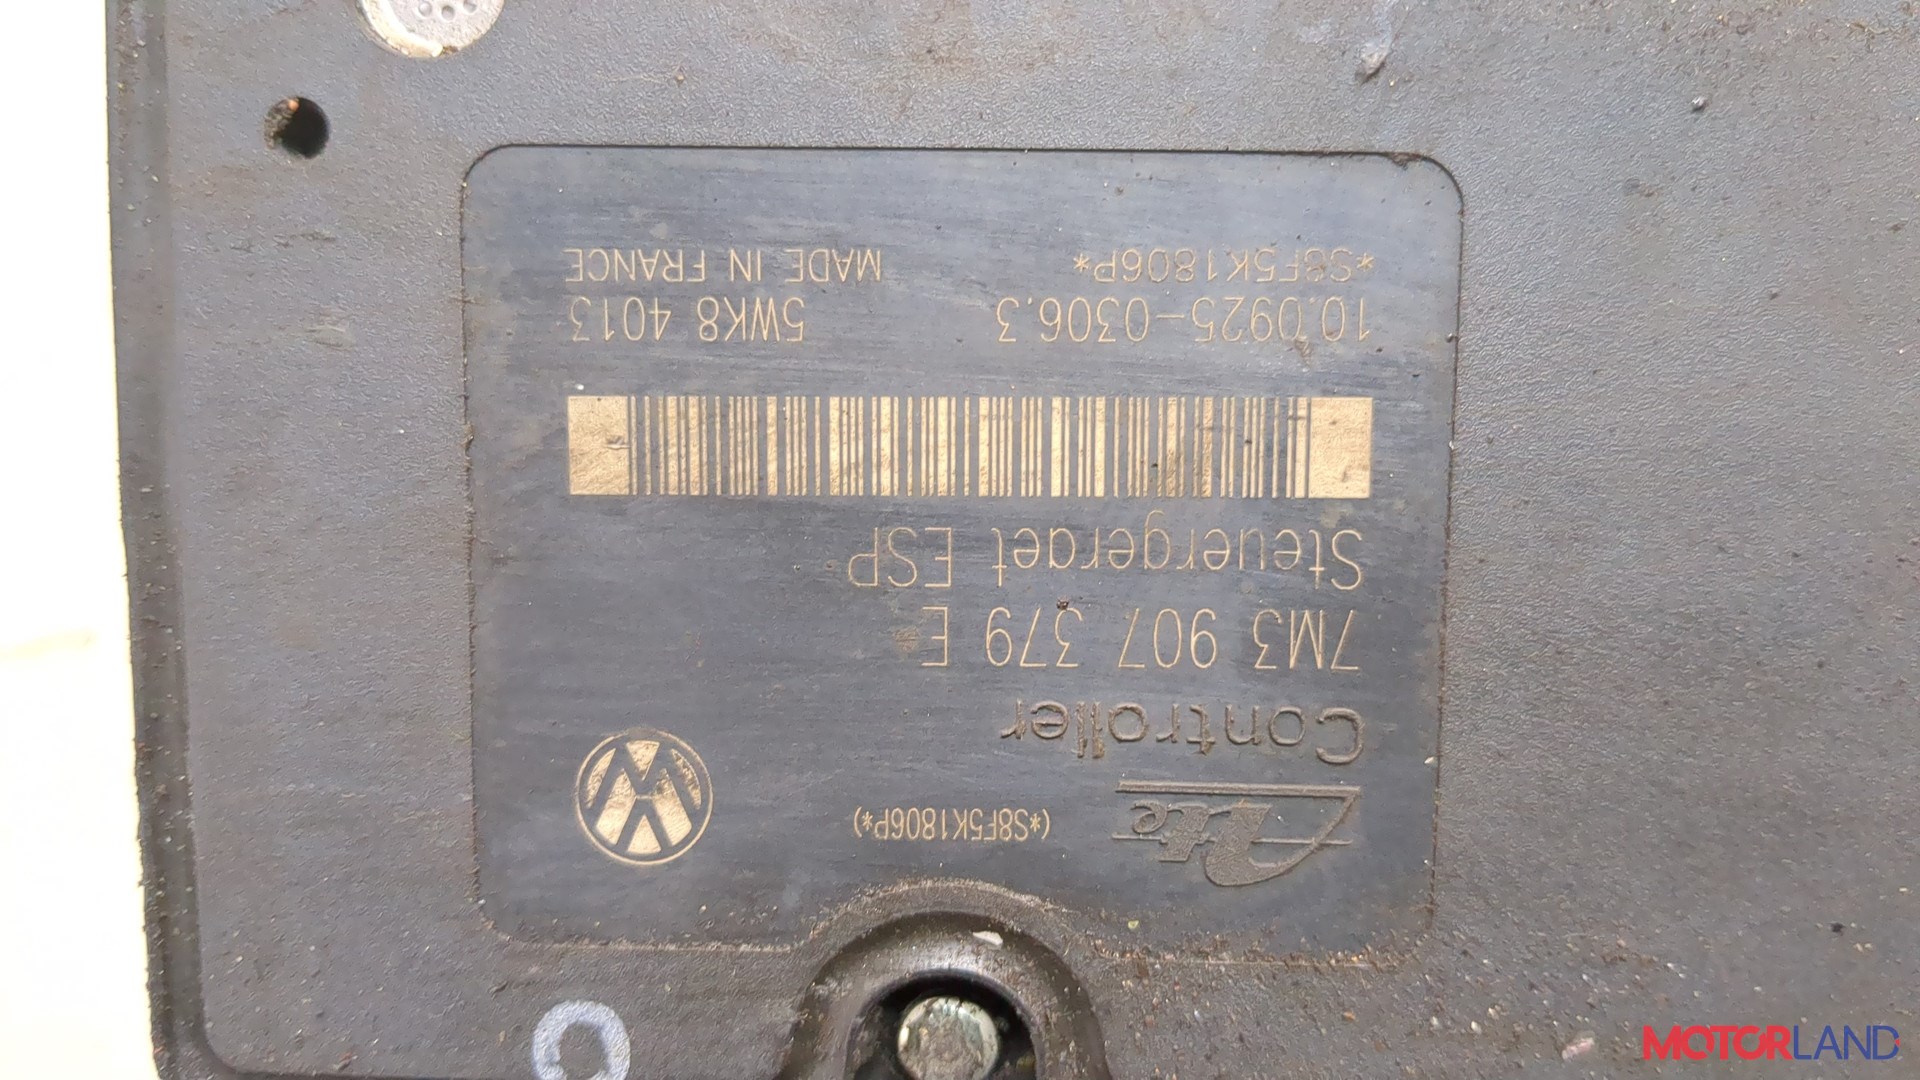 Ate (*S8F5K1806P*)
Controller
7M3 907 379 E
Steuergeraet ESP
10.0925-0306.3 5WK8 4013
*S8F5K1806P* MADE IN FRANCE
MOTORLAND